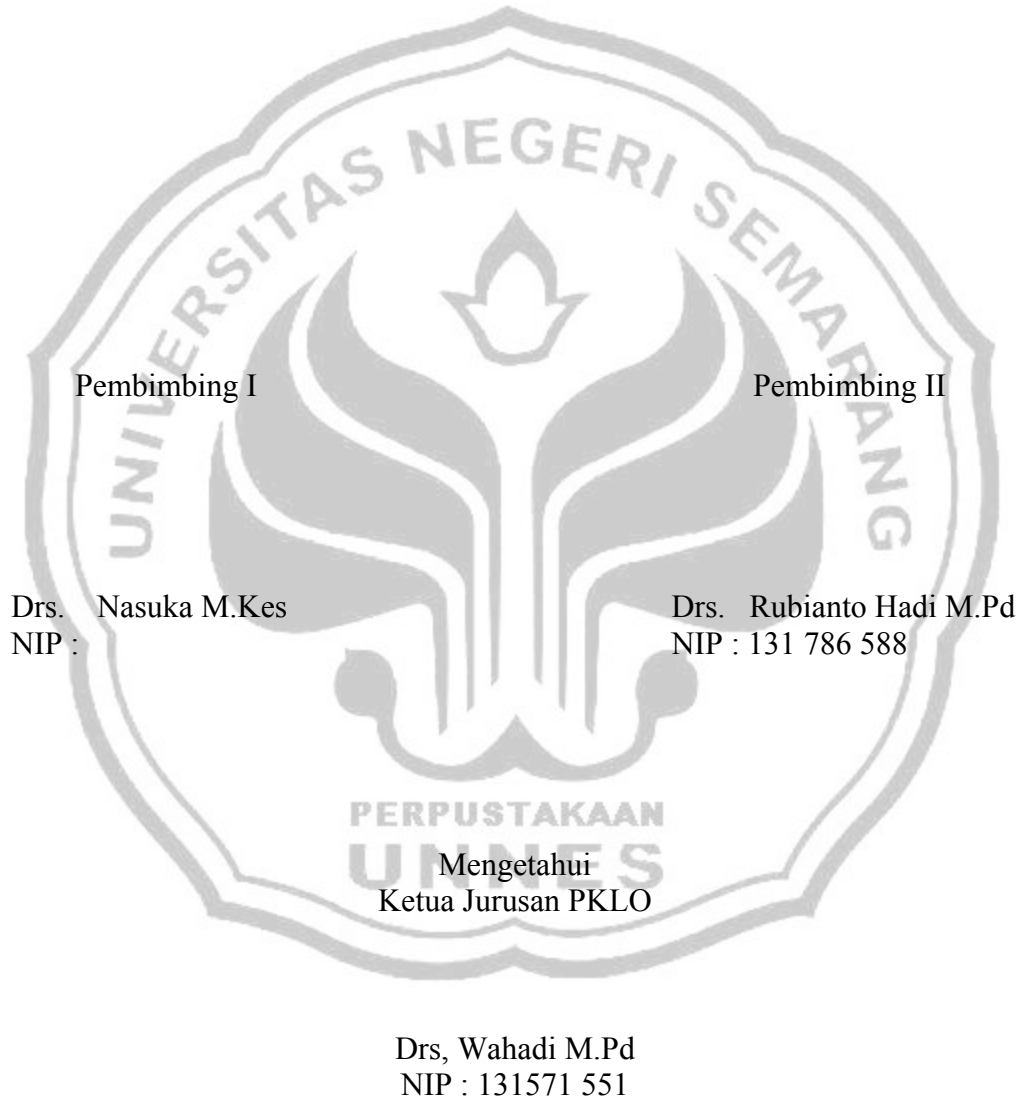 UNIVERSITAS NEGERI SEMARANG
Pembimbing I
Pembimbing II
Drs. Nasuka M.Kes
NIP :
Drs. Rubianto Hadi M.Pd
NIP : 131 786 588
PERPUSTAKAAN
UNNES
Mengetahui
Ketua Jurusan PKLO
Drs, Wahadi M.Pd
NIP : 131571 551